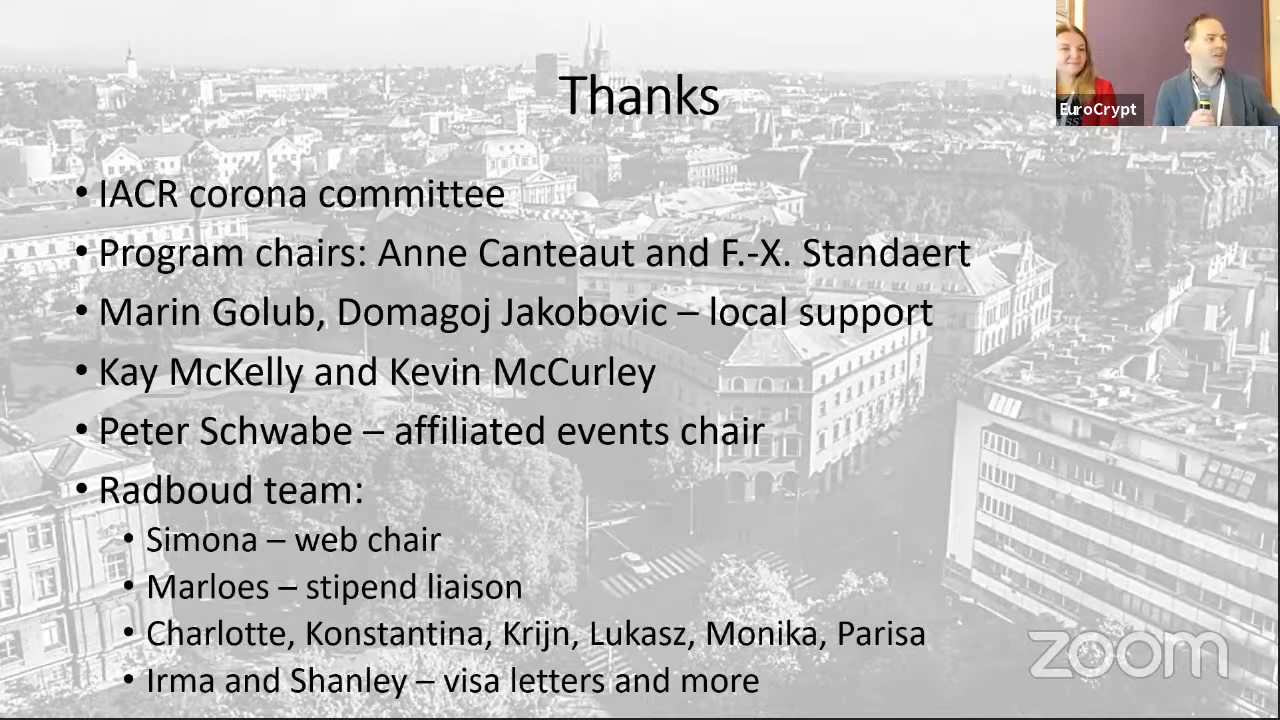 Thanks
EuroCrypt
• IACR corona committee
• Program chairs: Anne Canteaut and F.-X. Standaert
• Marin Golub, Domagoj Jakobovic – local support
• Kay McKelly and Kevin McCurley
• Peter Schwabe – affiliated events chair
• Radboud team:
• Simona – web chair
• Marloes – stipend liaison
• Charlotte, Konstantina, Krijn, Lukasz, Monika, Parisa
• Irma and Shanley – visa letters and more
zoom